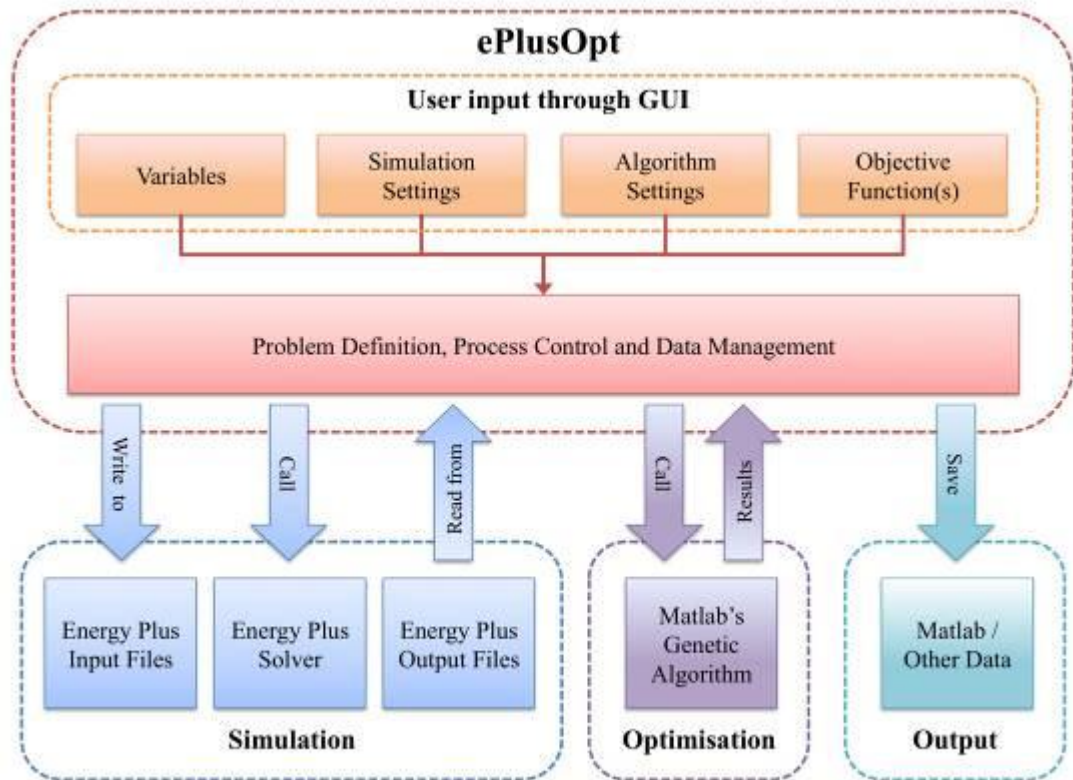 ePlusOpt
User input through GUI
Variables
Simulation
Settings
Algorithm
Settings
Objective
Function(s)
Problem Definition, Process Control and Data Management
Write to
Call
Read from
Call
Results
Save
Energy Plus
Input Files
Energy Plus
Solver
Energy Plus
Output Files
Matlab's
Genetic
Algorithm
Matlab /
Other Data
Simulation
Optimisation
Output